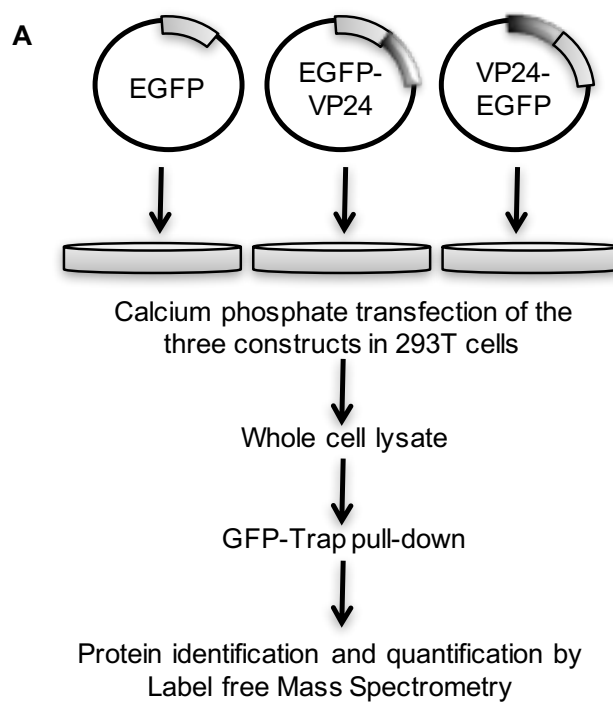 A
EGFP
EGFP-
VP24
VP24-
EGFP
Calcium phosphate transfection of the
three constructs in 293T cells
Whole cell lysate
GFP-Trap pull-down
Protein identification and quantification by
Label free Mass Spectrometry